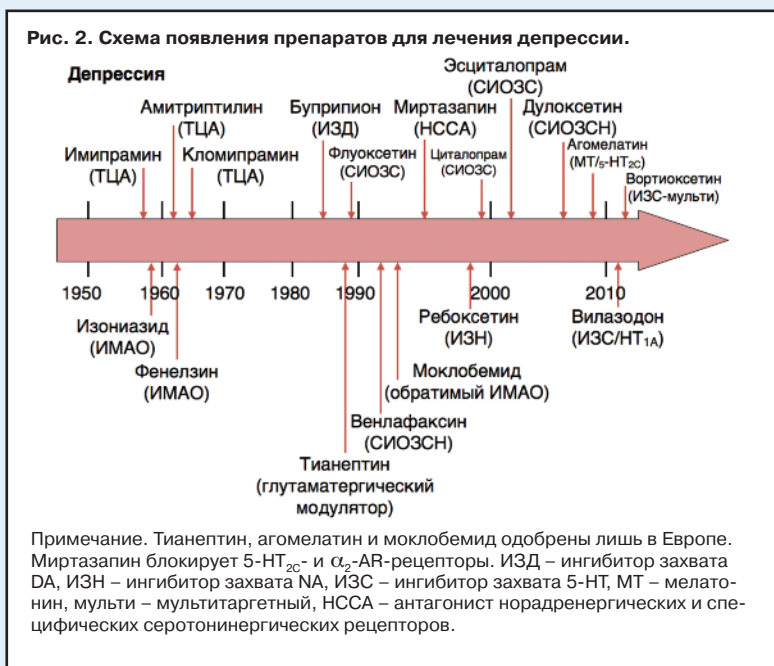 Рис. 2. Схема появления препаратов для лечения депрессии.
Депрессия
Эсциталопрам
(СИОЗС)
Амитриптилин
(ТЦА)
Буприпион
(ИЗД)
Миртазапин
(НССА)
Дулоксетин
(СИОЗСН)
Имипрамин
(ТЦА)
Кломипрамин
(ТЦА)
Флуоксетин
(СИОЗС)
Циталопрам
(СИОЗС)
Агомелатин
(МТ/5-НТ2С)
Вортиоксетин
(ИЗС-мульти)
1950 1960 1970 1980 1990 2000 2010
Изониазид
(ИМАО)
Фенелзин
(ИМАО)
Ребоксетин
(ИЗН)
Вилазодон
(ИЗС/НТ1А)
Моклобемид
(обратимый ИМАО)
Венлафаксин
(СИОЗСН)
Тианептин
(глутаматергический
модулятор)
Примечание. Тианептин, агомелатин и моклобемид одобрены лишь в Европе.
Миртазапин блокирует 5-НТ2С- и α2-AR-рецепторы. ИЗД – ингибитор захвата
DA, ИЗН – ингибитор захвата NA, ИЗС – ингибитор захвата 5-НТ, МТ – мелато-
нин, мульти – мультитаргетный, НССА – антагонист норадренергических и спе-
цифических серотонинергических рецепторов.